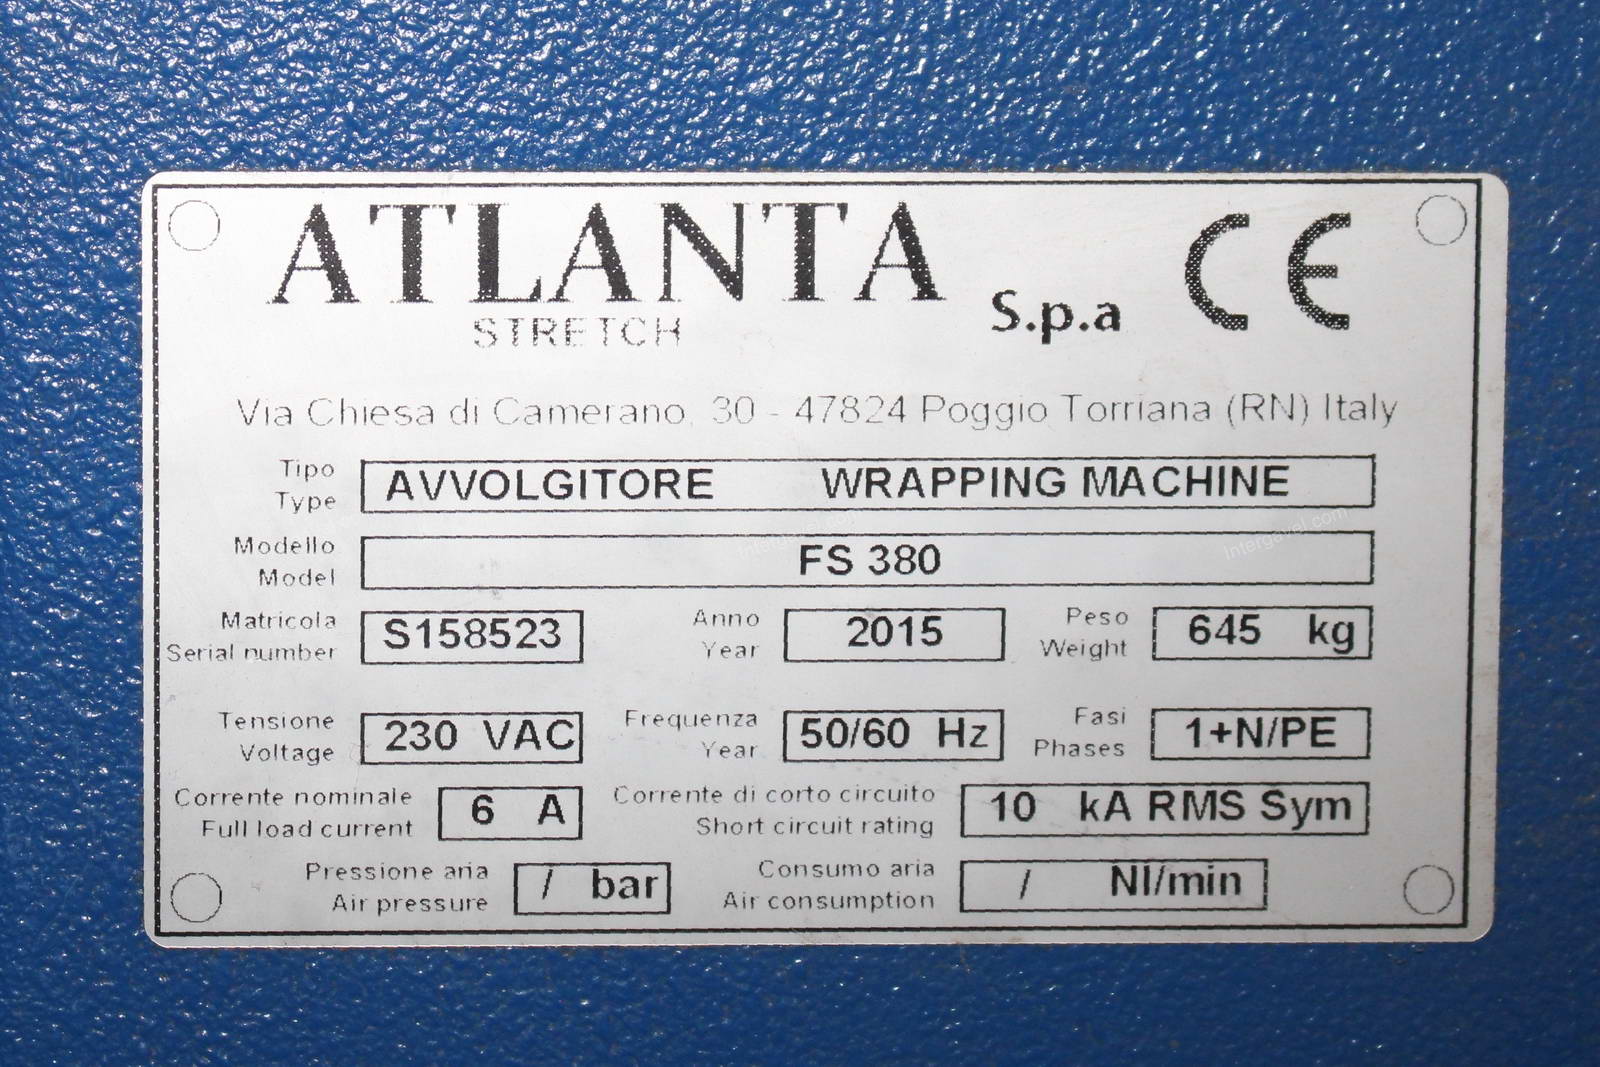 ATLANTA
STRETCH
S.p.a
CE
Via Chiesa di Camerano, 30 - 47824 Poggio Torriana (RN) Italy
Tipo
Type
AVVOLGITORE WRAPPING MACHINE
Modello
Model
FS 380
Intergavel.com
Matricola
Serial number
S158523
Anno
Year
2015
Peso
Weight
645 kg
Tensione
Voltage
230 VAC
Frequenza
Year
50/60 Hz
Fasi
Phases
1+N/PE
Corrente nominale
Full load current
6 A
Corrente di corto circuito
Short circuit rating
10 kA RMS Sym
Pressione aria
Air pressure
/ bar
Consumo aria
Air consumption
/ Nl/min